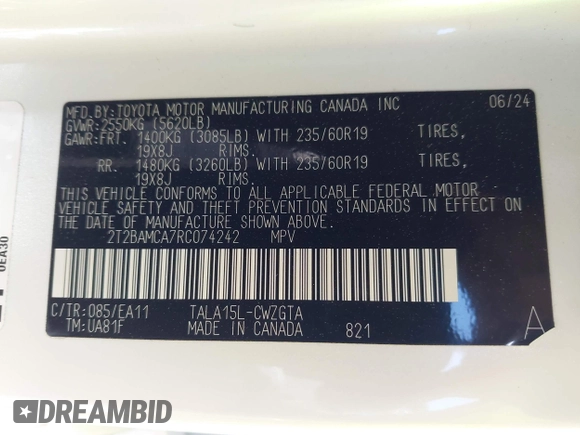 MFD.BY:TOYOTA MOTOR MANUFACTURING CANADA INC 06/24
GVWR:2550KG (5620LB)
GAWR:FRT. 1400KG (3085LB) WITH 235/60R19 TIRES,
19X8J RIMS.
RR. 1480KG (3260LB) WITH 235/60R19 TIRES,
19X8J RIMS.
THIS VEHICLE CONFORMS TO ALL APPLICABLE FEDERAL MOTOR
VEHICLE SAFETY AND THEFT PREVENTION STANDARDS IN EFFECT ON
THE DATE OF MANUFACTURE SHOWN ABOVE.
2T2BAMCA7RC074242 MPV
C/TR:085/EA11 TALA15L-CWZGTA
TM:UA81F MADE IN CANADA 821 A
0EA30
DREAMBID